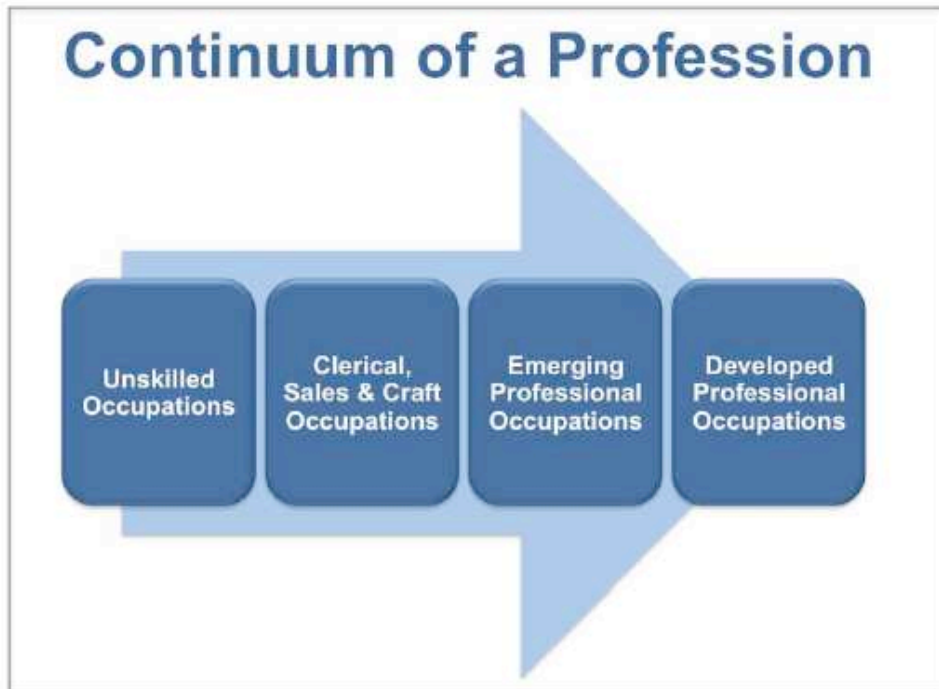 Continuum of a Profession
Unskilled
Occupations
Clerical,
Sales & Craft
Occupations
Emerging
Professional
Occupations
Developed
Professional
Occupations